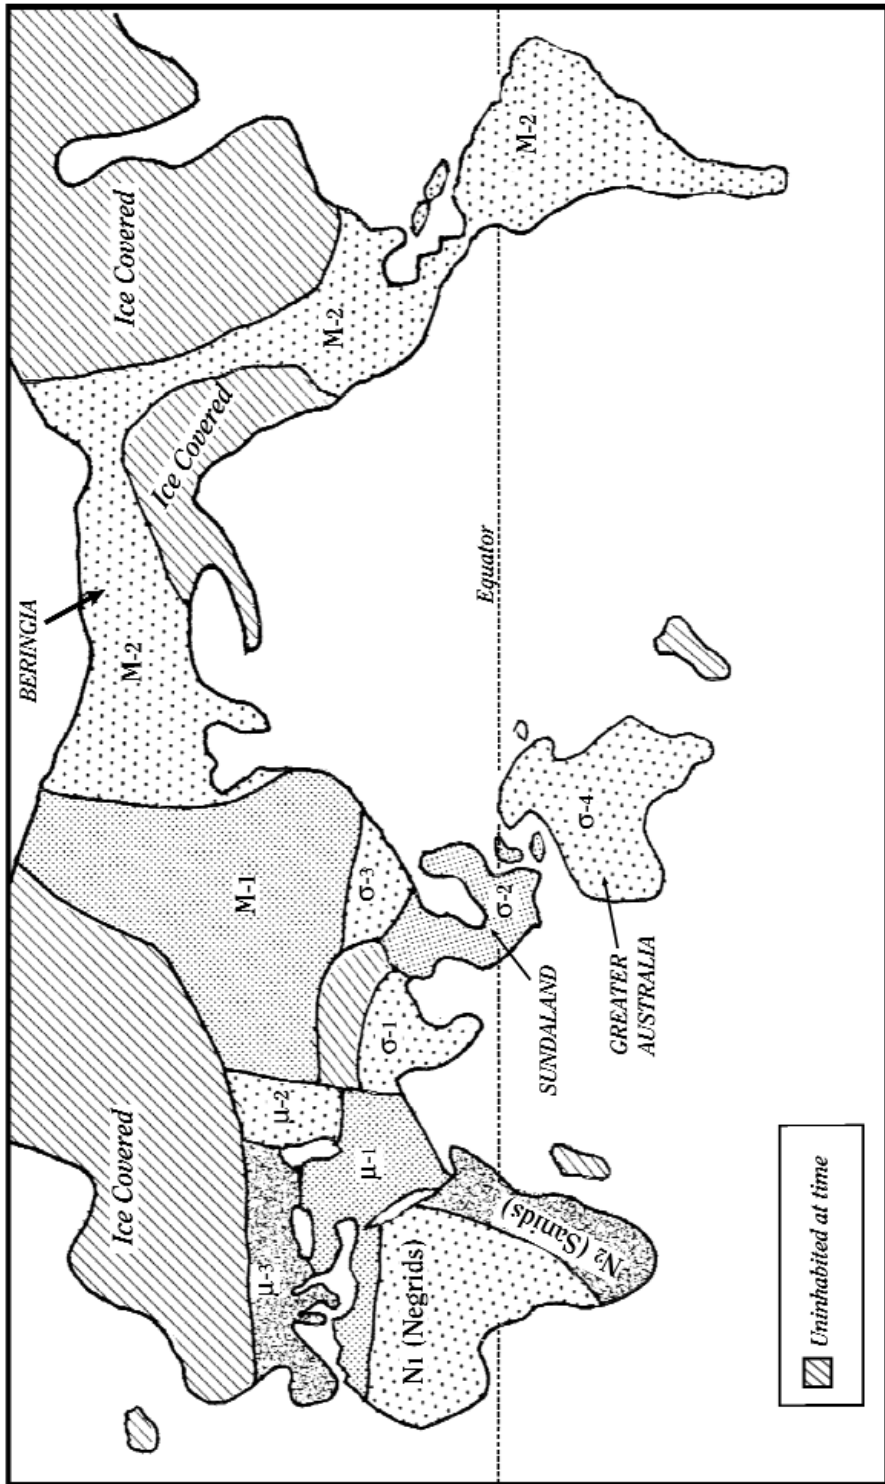 BERINGIA
Ice Covered
M-2
Ice Covered
Ice Covered
M-1
μ-3
μ-2
M-2
μ-1
σ-3
σ-1
N1 (Negrids)
Equator
σ-2
M-2
N2 (Sanids)
SUNDALAND
σ-4
GREATER
AUSTRALIA
Uninhabited at time